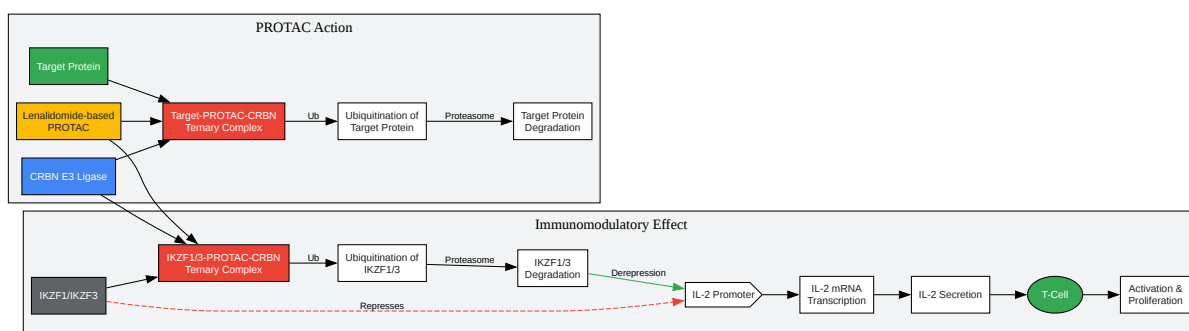 PROTAC Action
Target Protein
Lenalidomide-based
PROTAC
CRBN E3 Ligase
Target-PROTAC-CRBN
Ternary Complex
Ub
Ubiquitination of
Target Protein
Proteasome
Target Protein
Degradation
Immunomodulatory Effect
IKZF1/IKZF3
IKZF1/3-PROTAC-CRBN
Ternary Complex
Ub
Ubiquitination of
IKZF1/3
Proteasome
IKZF1/3
Degradation
Derepression
Represses
IL-2 Promoter
IL-2 mRNA
Transcription
IL-2 Secretion
T-Cell
Activation &
Proliferation